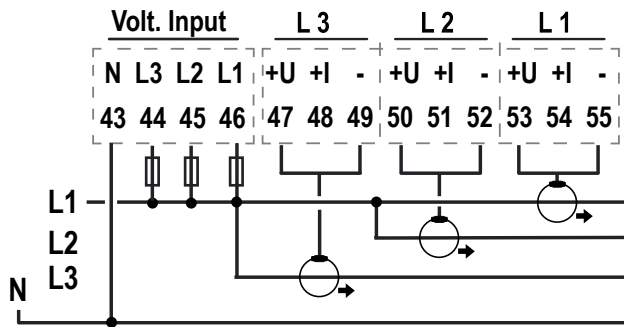 Volt. Input L 3 L 2 L 1
N L3 L2 L1 +U +I - +U +I - +U +I -
43 44 45 46 47 48 49 50 51 52 53 54 55
L1
L2
L3
N